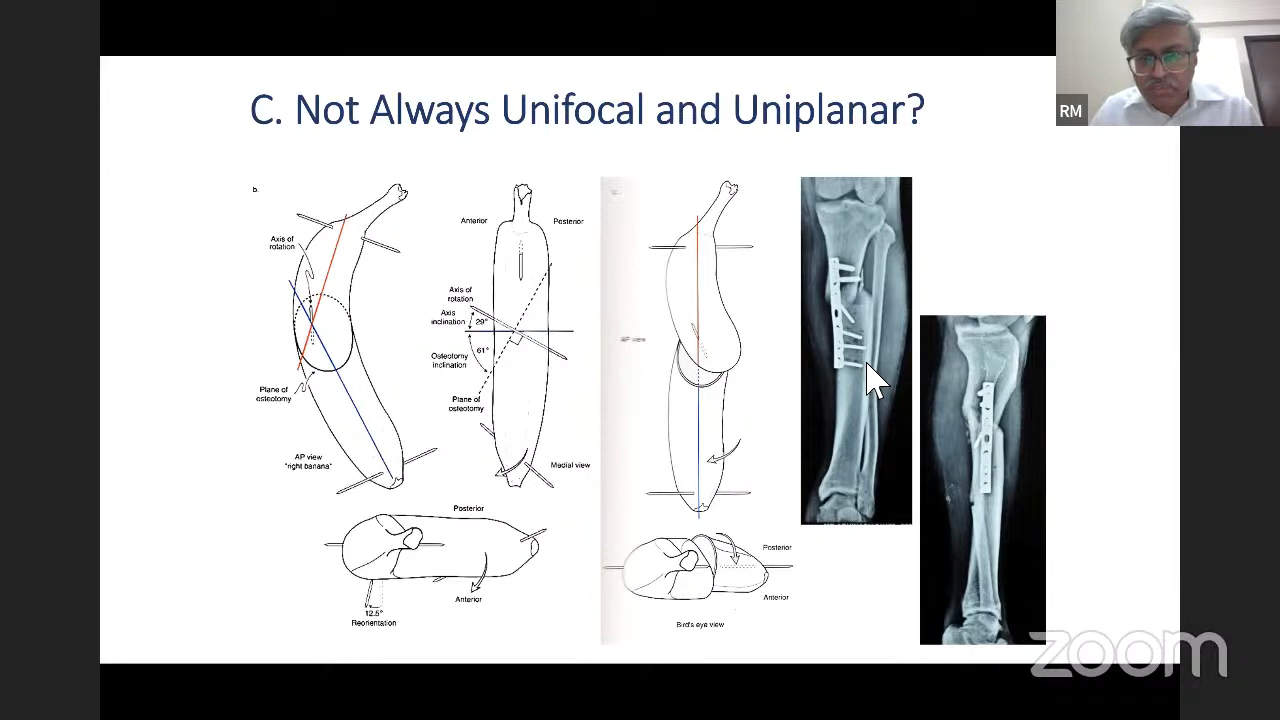 RM
C. Not Always Unifocal and Uniplanar?
b.
Axis of
rotation
Plane of
osteotomy
AP view
"right banana"
Anterior
Posterior
Axis of
rotation
Axis
inclination
29°
Osteotomy
inclination
61°
Plane of
osteotomy
Medial view
Posterior
Anterior
12.5°
Reorientation
Posterior
Anterior
Bird's eye view
zoom